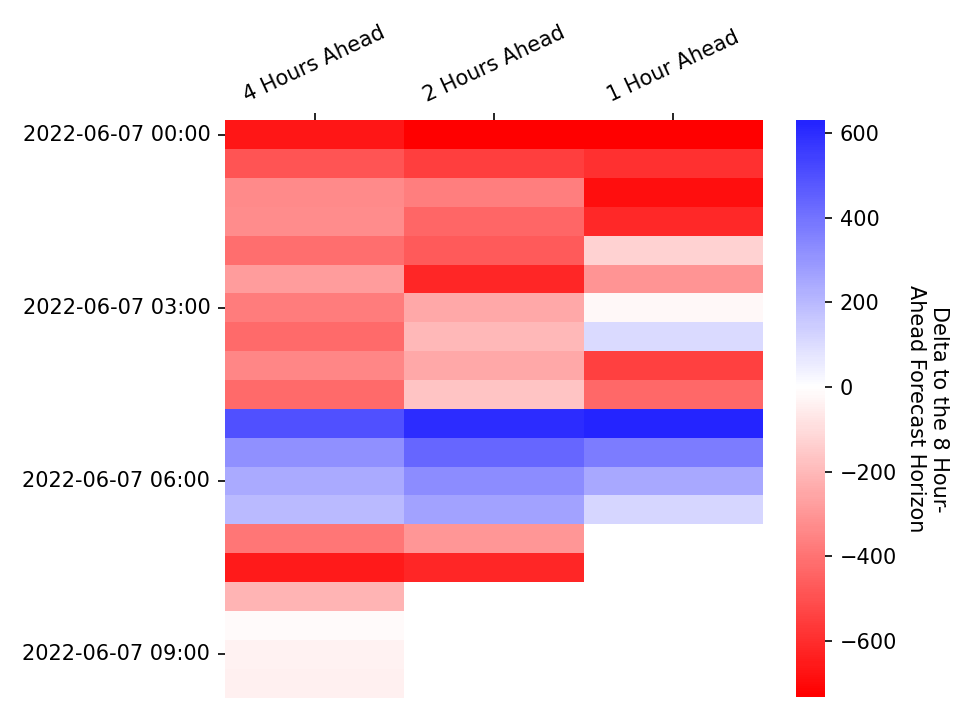 4 Hours Ahead
2 Hours Ahead
1 Hour Ahead
2022-06-07 00:00
2022-06-07 03:00
2022-06-07 06:00
2022-06-07 09:00
600
400
200
0
−200
−400
−600
Delta to the 8 Hour-
Ahead Forecast Horizon